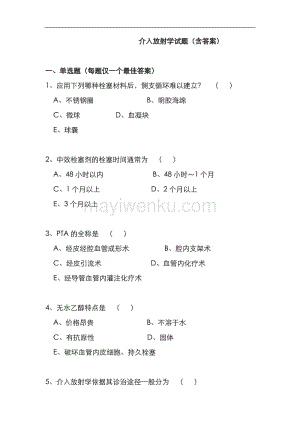 介入放射学试题（含答案）
一、单选题（每题仅一个最佳答案）
1、应用下列哪种栓塞材料后，侧支循环难以建立？（ ）
A、不锈钢圈 B、明胶海绵
C、微球 D、血凝块
E、球囊
2、中效栓塞剂的栓塞时间通常为 （ ）
A、48 小时以内 B、48 小时～1 个月
C、1 个月以上 D、2 个月以上
E、3 个月以上
mayiwenku.com
3、PTA 的全称是 （ ）
A、经皮经腔血管成形术 B、腔内支架术
C、经皮引流术 D、血管内化疗术
E、经导管血管内灌注化疗术
4、无水乙醇特点是 （ ）
A、价格昂贵 B、不溶于水
C、有抗原性 D、固体
E、破坏血管内皮细胞、持久栓塞
5、介入放射学依据其诊治途径一般分为 （ ）